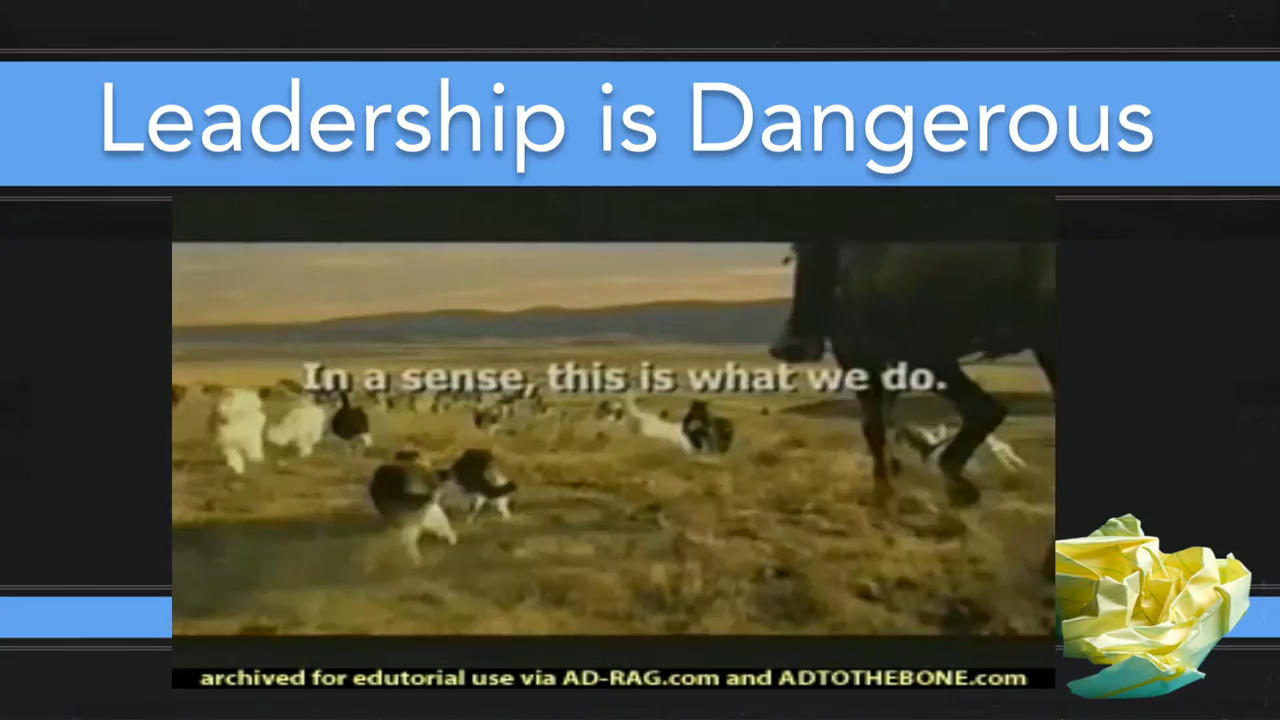 Leadership is Dangerous
In a sense, this is what we do.
archived for edutorial use via AD-RAG.com and ADTOTHEBONE.com